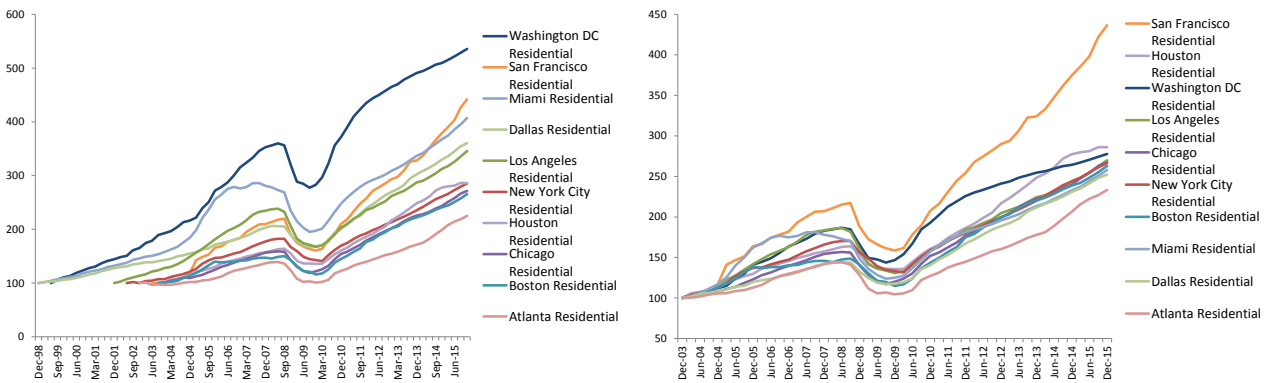 600
500
400
300
200
100
0
Dec-98
Sep-99
Jun-00
Mar-01
Dec-01
Sep-02
Jun-03
Mar-04
Dec-04
Sep-05
Jun-06
Mar-07
Dec-07
Sep-08
Jun-09
Mar-10
Dec-10
Sep-11
Jun-12
Mar-13
Dec-13
Sep-14
Jun-15
Washington DC
Residential
San Francisco
Residential
Miami Residential
Dallas Residential
Los Angeles
Residential
New York City
Residential
Houston
Residential
Chicago
Residential
Boston Residential
Atlanta Residential
450
400
350
300
250
200
150
100
50
Dec-03
Jun-04
Dec-04
Jun-05
Dec-05
Jun-06
Dec-06
Jun-07
Dec-07
Jun-08
Dec-08
Jun-09
Dec-09
Jun-10
Dec-10
Jun-11
Dec-11
Jun-12
Dec-12
Jun-13
Dec-13
Jun-14
Dec-14
Jun-15
Dec-15
San Francisco
Residential
Houston
Residential
Washington DC
Residential
Los Angeles
Residential
Chicago
Residential
New York City
Residential
Boston Residential
Miami Residential
Dallas Residential
Atlanta Residential